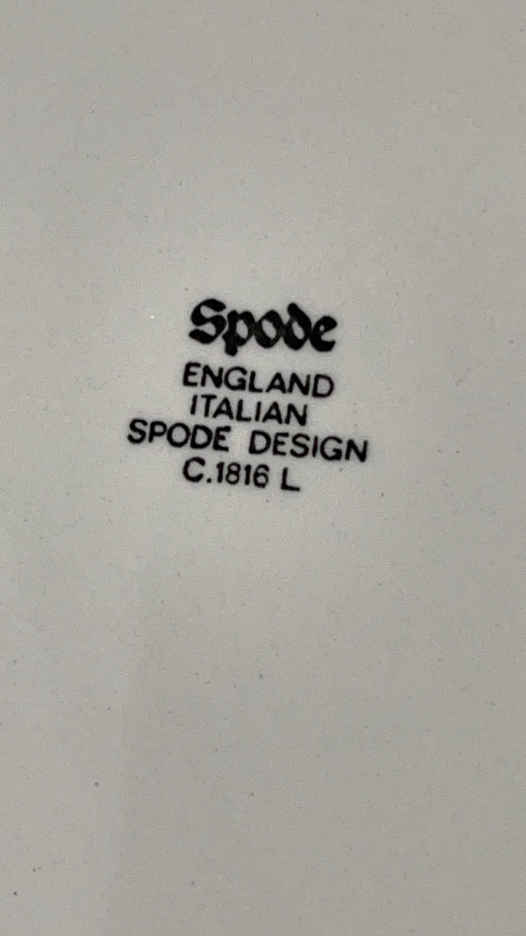 Spode
ENGLAND
ITALIAN
SPODE DESIGN
C.1816 L